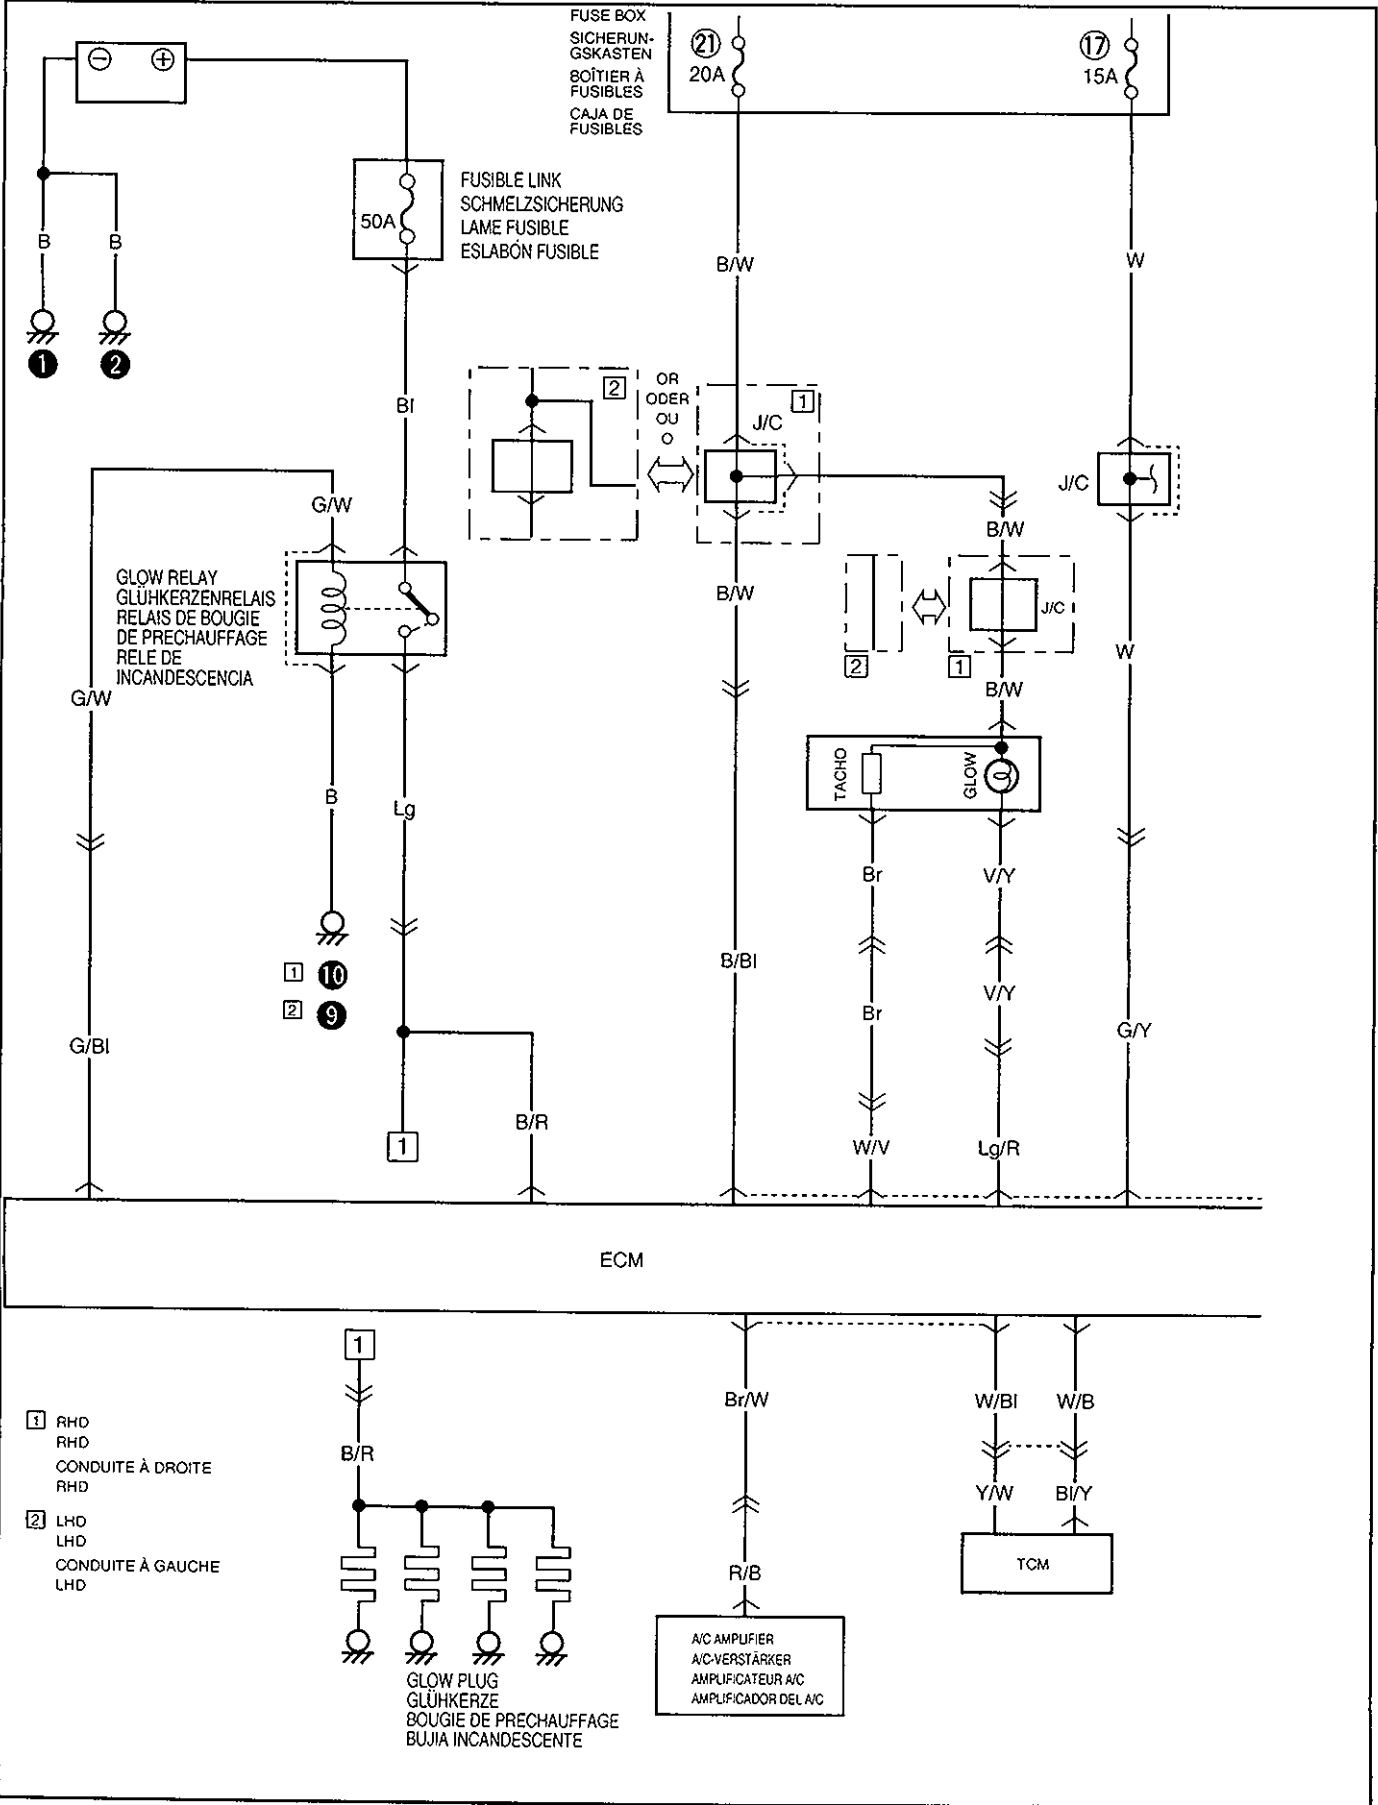 FUSE BOX
SICHERUN-
GSKASTEN
BOÎTIER À
FUSIBLES
CAJA DE
FUSIBLES
21
20A
17
15A
FUSIBLE LINK
SCHMELZSICHERUNG
LAME FUSIBLE
ESLABÓN FUSIBLE
50A
B
B
B/W
W
1
2
Bl
2
OR
ODER
OU
O
1
J/C
J/C
G/W
B/W
GLOW RELAY
GLÜHKERZENRELAIS
RELAIS DE BOUGIE
DE PRECHAUFFAGE
RELE DE
INCANDESCENCIA
B/W
J/C
2
1
W
G/W
B/W
TACHO
GLOW
B
Lg
Br
V/Y
1 10
2 9
B/Bl
V/Y
Br
G/Y
G/Bl
B/R
1
W/V
Lg/R
ECM
1
Br/W
W/Bl
W/B
1 RHD
RHD
CONDUITE À DROITE
RHD
B/R
Y/W
Bl/Y
2 LHD
LHD
CONDUITE À GAUCHE
LHD
R/B
TCM
A/C AMPLIFIER
A/C-VERSTÄRKER
AMPLIFICATEUR A/C
AMPLIFICADOR DEL A/C
GLOW PLUG
GLÜHKERZE
BOUGIE DE PRECHAUFFAGE
BUJIA INCANDESCENTE